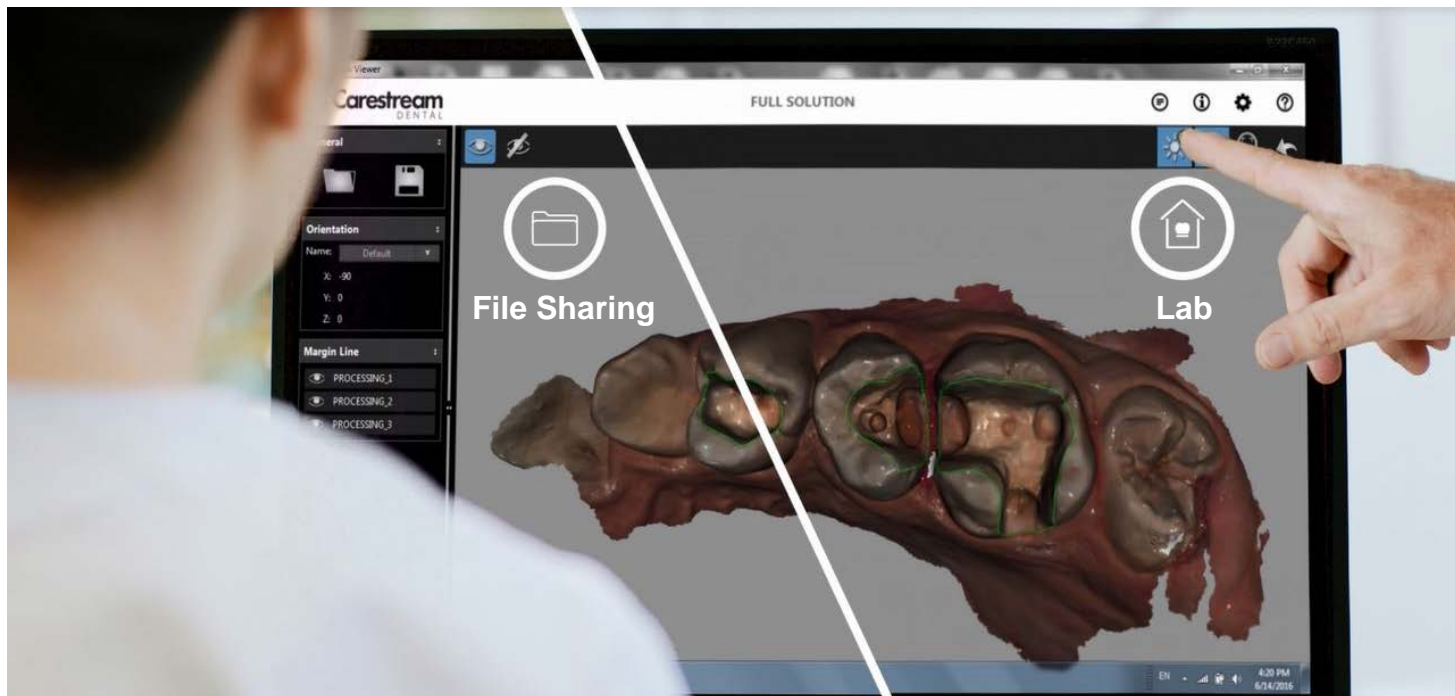 Viewer
Carestream
DENTAL
FULL SOLUTION
General
Orientation
Name: Default
X: -90
Y: 0
Z: 0
Margin Line
PROCESSING_1
PROCESSING_2
PROCESSING_3
File Sharing
Lab
EN
4:20 PM
6/14/2016